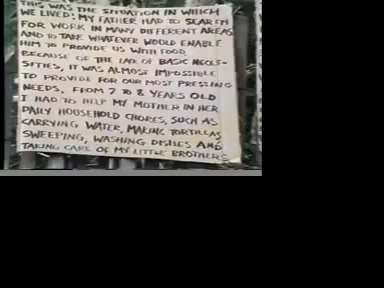 THIS WAS THE SITUATION IN WHICH
WE LIVED: MY FATHER HAD TO SEARCH
FOR WORK IN MANY DIFFERENT AREAS
AND TO TAKE WHATEVER WOULD ENABLE
HIM TO PROVIDE US WITH FOOD.
BECAUSE OF THE LACK OF BASIC NECES-
SITIES, IT WAS ALMOST IMPOSSIBLE
TO PROVIDE FOR OUR MOST PRESSING
NEEDS. FROM 7 TO 8 YEARS OLD
I HAD TO HELP MY MOTHER IN HER
DAILY HOUSEHOLD CHORES, SUCH AS
CARRYING WATER, MAKING TORTILLAS
SWEEPING, WASHING DISHES AND
TAKING CARE OF MY LITTLE BROTHERS